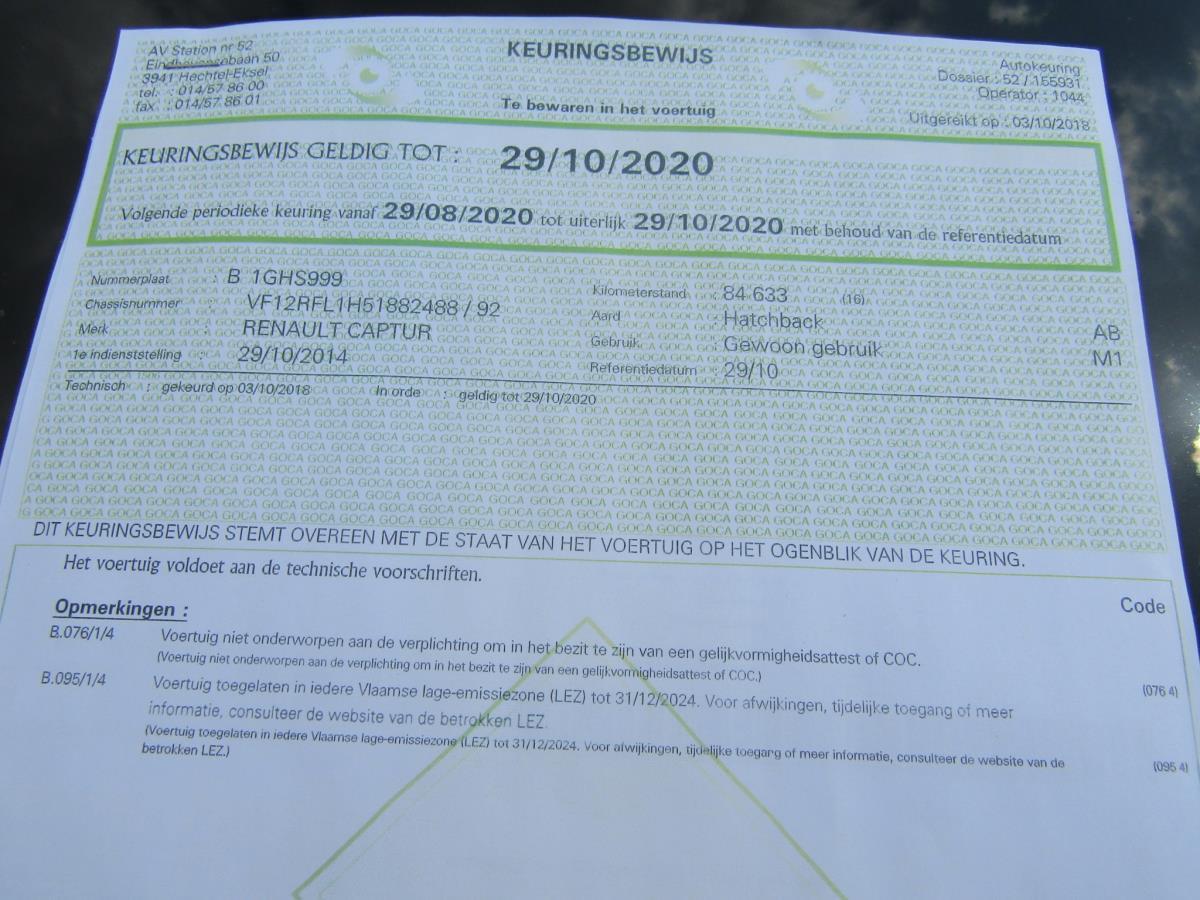 AV Station nr 52
Eindhovensebaan 50
3941 Hechtel-Eksel
tel. : 014/57 86 00
fax : 014/57 86 01
KEURINGSBEWIJS
Te bewaren in het voertuig
Autokeuring
Dossier : 52 / 155931
Operator : 1044
Uitgereikt op : 03/10/2018
KEURINGSBEWIJS GELDIG TOT : 29/10/2020
Volgende periodieke keuring vanaf 29/08/2020 tot uiterlijk 29/10/2020 met behoud van de referentiedatum
Nummerplaat : B 1GHS999
Chassisnummer : VF12RFL1H51882488 / 92
Merk : RENAULT CAPTUR
1e indienststelling : 29/10/2014
Kilometerstand : 84 633 (16)
Aard : Hatchback AB
Gebruik : Gewoon gebruik M1
Referentiedatum : 29/10
Technisch : gekeurd op 03/10/2018 In orde : geldig tot 29/10/2020
DIT KEURINGSBEWIJS STEMT OVEREEN MET DE STAAT VAN HET VOERTUIG OP HET OGENBLIK VAN DE KEURING.
Het voertuig voldoet aan de technische voorschriften.
Code
Opmerkingen :
B.076/1/4 Voertuig niet onderworpen aan de verplichting om in het bezit te zijn van een gelijkvormigheidsattest of COC.
(Voertuig niet onderworpen aan de verplichting om in het bezit te zijn van een gelijkvormigheidsattest of COC.) (076 4)
B.095/1/4 Voertuig toegelaten in iedere Vlaamse lage-emissiezone (LEZ) tot 31/12/2024. Voor afwijkingen, tijdelijke toegang of meer
informatie, consulteer de website van de betrokken LEZ.
(Voertuig toegelaten in iedere Vlaamse lage-emissiezone (LEZ) tot 31/12/2024. Voor afwijkingen, tijdelijke toegang of meer informatie, consulteer de website van de
betrokken LEZ.) (095 4)